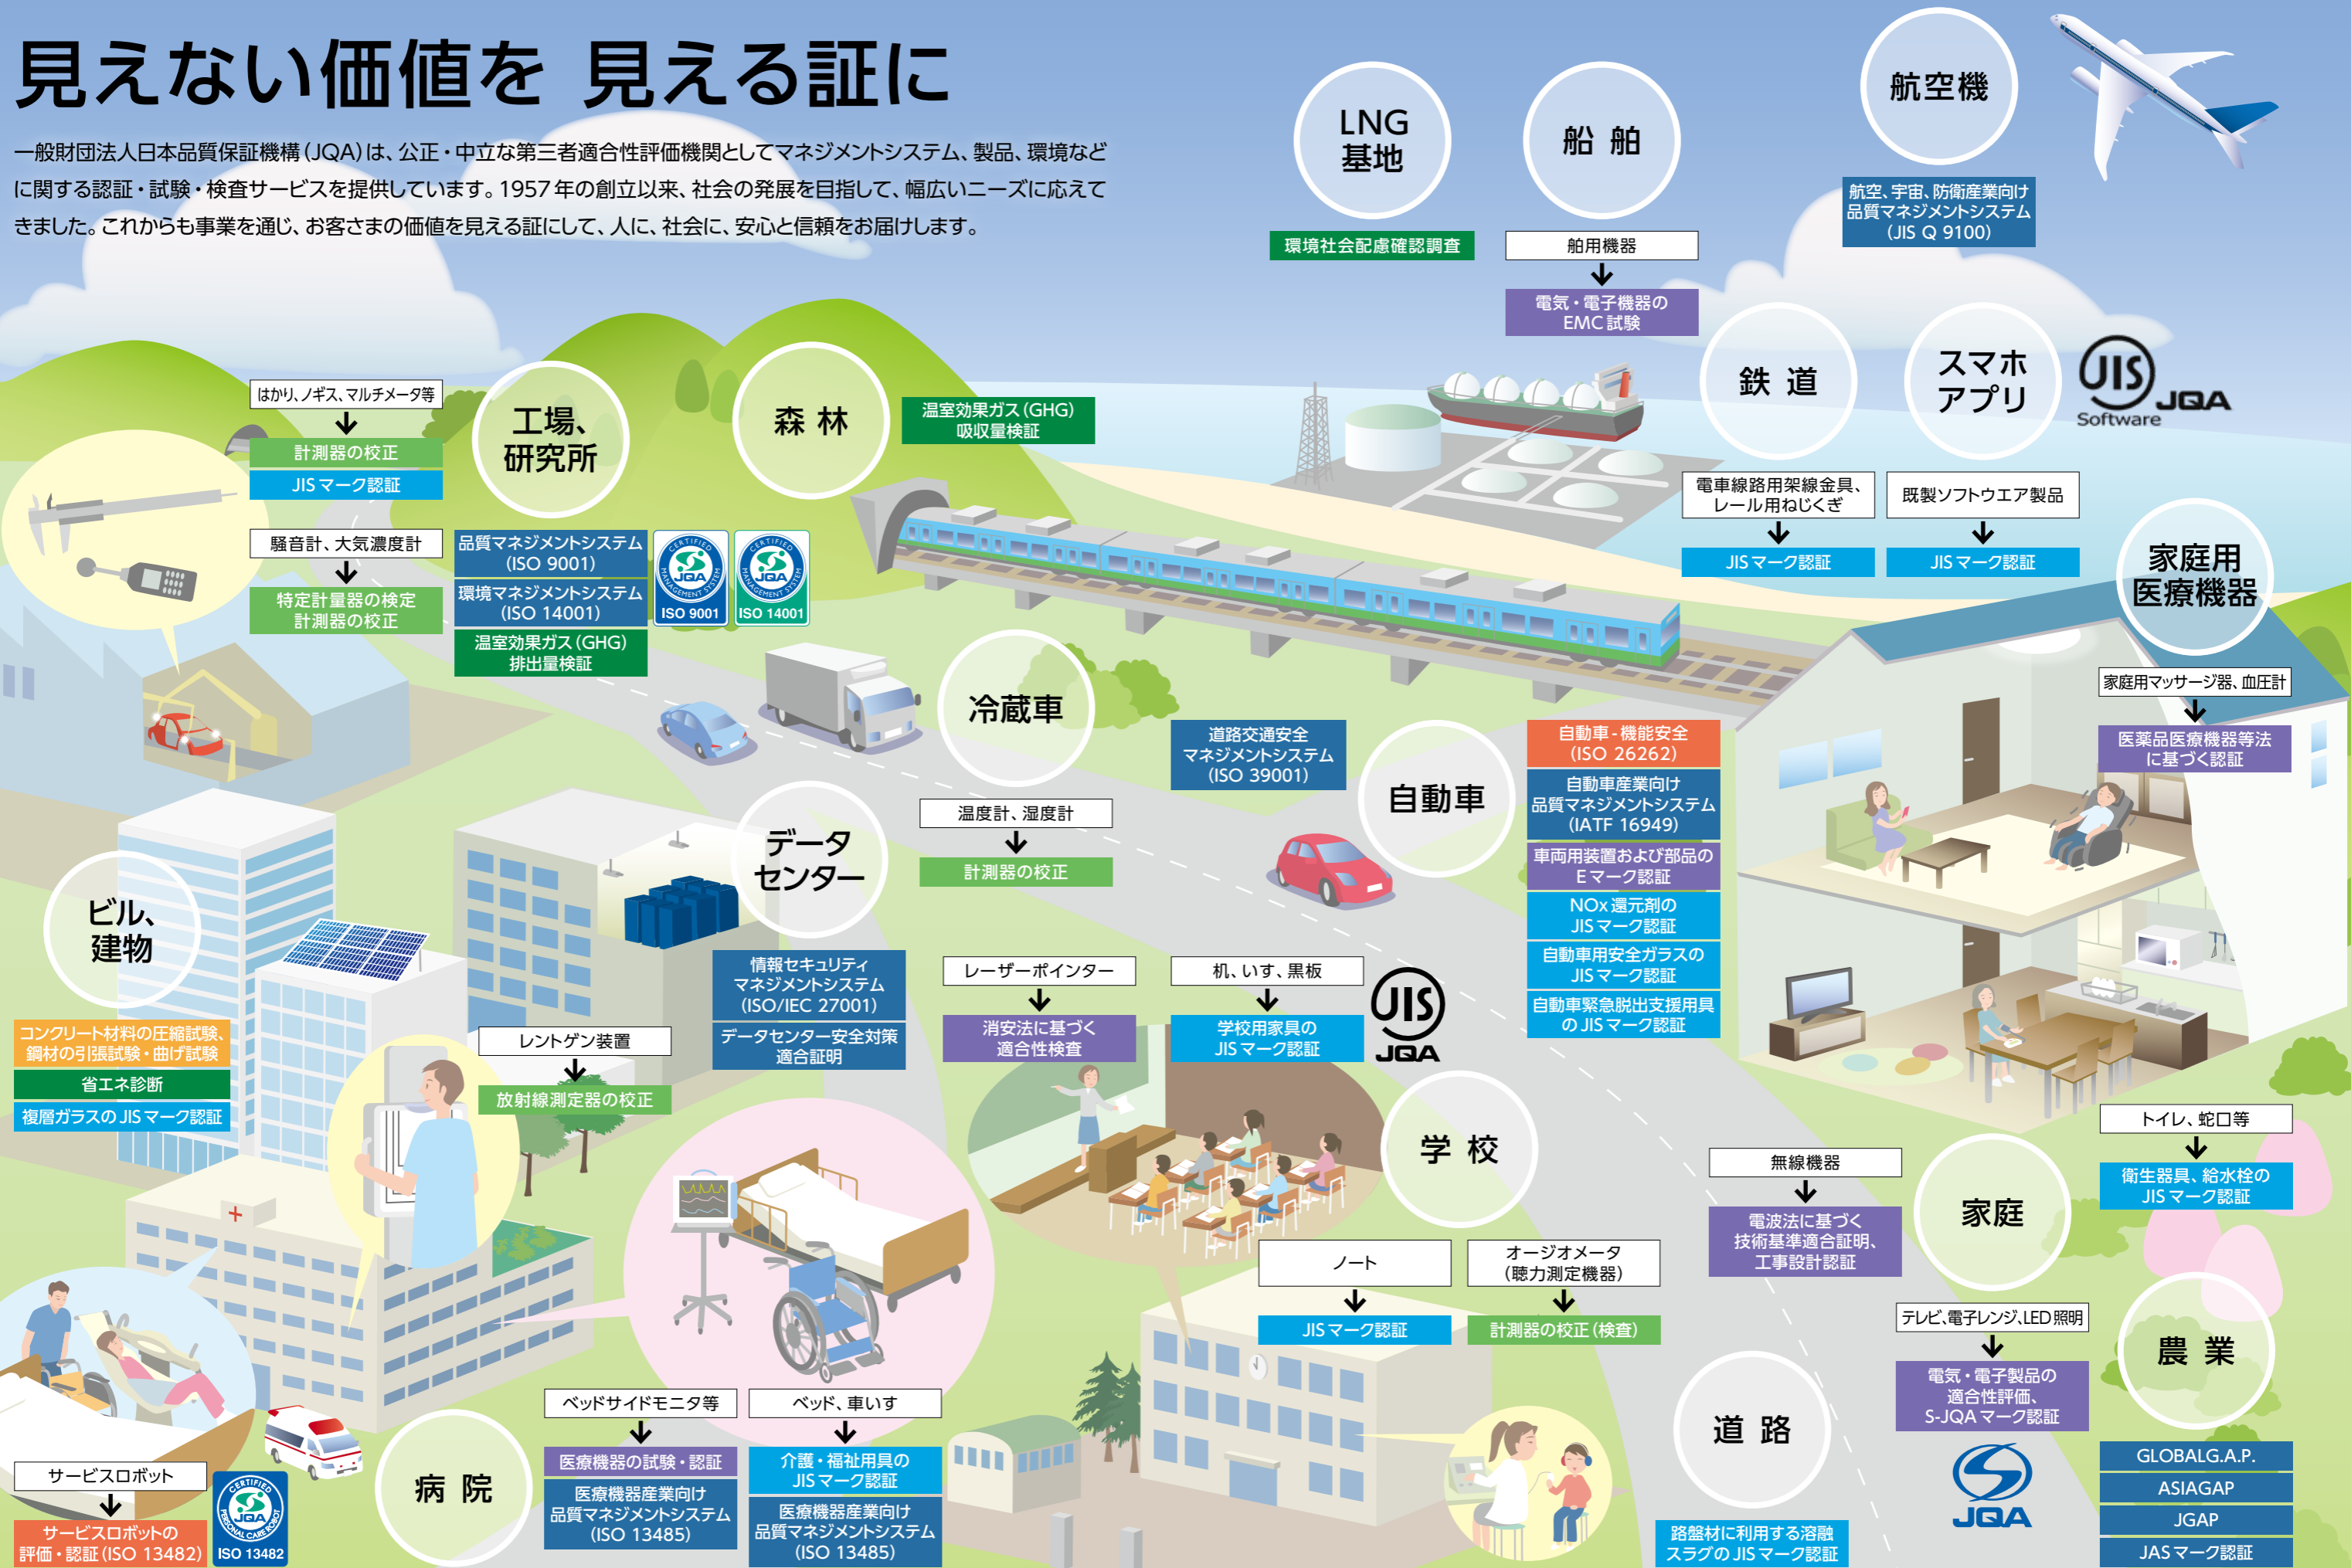 見えない価値を 見える証に
一般財団法人日本品質保証機構(JQA)は、公正・中立な第三者適合性評価機関としてマネジメントシステム、製品、環境など
に関する認証・試験・検査サービスを提供しています。1957年の創立以来、社会の発展を目指して、幅広いニーズに応えて
きました。これからも事業を通じ、お客さまの価値を見える証にして、人に、社会に、安心と信頼をお届けします。
LNG
基地
環境社会配慮確認調査
船舶
舶用機器
電気・電子機器の
EMC試験
航空機
航空、宇宙、防衛産業向け
品質マネジメントシステム
(JIS Q 9100)
はかり、ノギス、マルチメータ等
計測器の校正
JISマーク認証
騒音計、大気濃度計
特定計量器の検定
計測器の校正
工場、
研究所
品質マネジメントシステム
(ISO 9001)
環境マネジメントシステム
(ISO 14001)
温室効果ガス(GHG)
排出量検証
CERTIFIED
JQA
MANAGEMENT SYSTEM
ISO 9001
CERTIFIED
JQA
MANAGEMENT SYSTEM
ISO 14001
森林
温室効果ガス(GHG)
吸収量検証
鉄道
電車線路用架線金具、
レール用ねじくぎ
JISマーク認証
スマホ
アプリ
JIS
Software
JQA
既製ソフトウエア製品
JISマーク認証
家庭用
医療機器
家庭用マッサージ器、血圧計
医薬品医療機器等法
に基づく認証
冷蔵車
温度計、湿度計
計測器の校正
道路交通安全
マネジメントシステム
(ISO 39001)
自動車
自動車-機能安全
(ISO 26262)
自動車産業向け
品質マネジメントシステム
(IATF 16949)
車両用装置および部品の
Eマーク認証
NOx還元剤の
JISマーク認証
自動車用安全ガラスの
JISマーク認証
自動車緊急脱出支援用具
のJISマーク認証
データ
センター
情報セキュリティ
マネジメントシステム
(ISO/IEC 27001)
データセンター安全対策
適合証明
ビル、
建物
コンクリート材料の圧縮試験、
鋼材の引張試験・曲げ試験
省エネ診断
複層ガラスのJISマーク認証
レントゲン装置
放射線測定器の校正
レーザーポインター
消安法に基づく
適合性検査
机、いす、黒板
学校用家具の
JISマーク認証
JIS
JQA
学校
ノート
JISマーク認証
オージオメータ
(聴力測定機器)
計測器の校正(検査)
無線機器
電波法に基づく
技術基準適合証明、
工事設計認証
家庭
トイレ、蛇口等
衛生器具、給水栓の
JISマーク認証
テレビ、電子レンジ、LED照明
電気・電子製品の
適合性評価、
S-JQAマーク認証
JQA
農業
GLOBALG.A.P.
ASIAGAP
JGAP
JASマーク認証
道路
路盤材に利用する溶融
スラグのJISマーク認証
病院
ベッドサイドモニタ等
医療機器の試験・認証
医療機器産業向け
品質マネジメントシステム
(ISO 13485)
ベッド、車いす
介護・福祉用具の
JISマーク認証
医療機器産業向け
品質マネジメントシステム
(ISO 13485)
サービスロボット
サービスロボットの
評価・認証(ISO 13482)
CERTIFIED
JQA
PERSONAL CARE ROBOT
ISO 13482